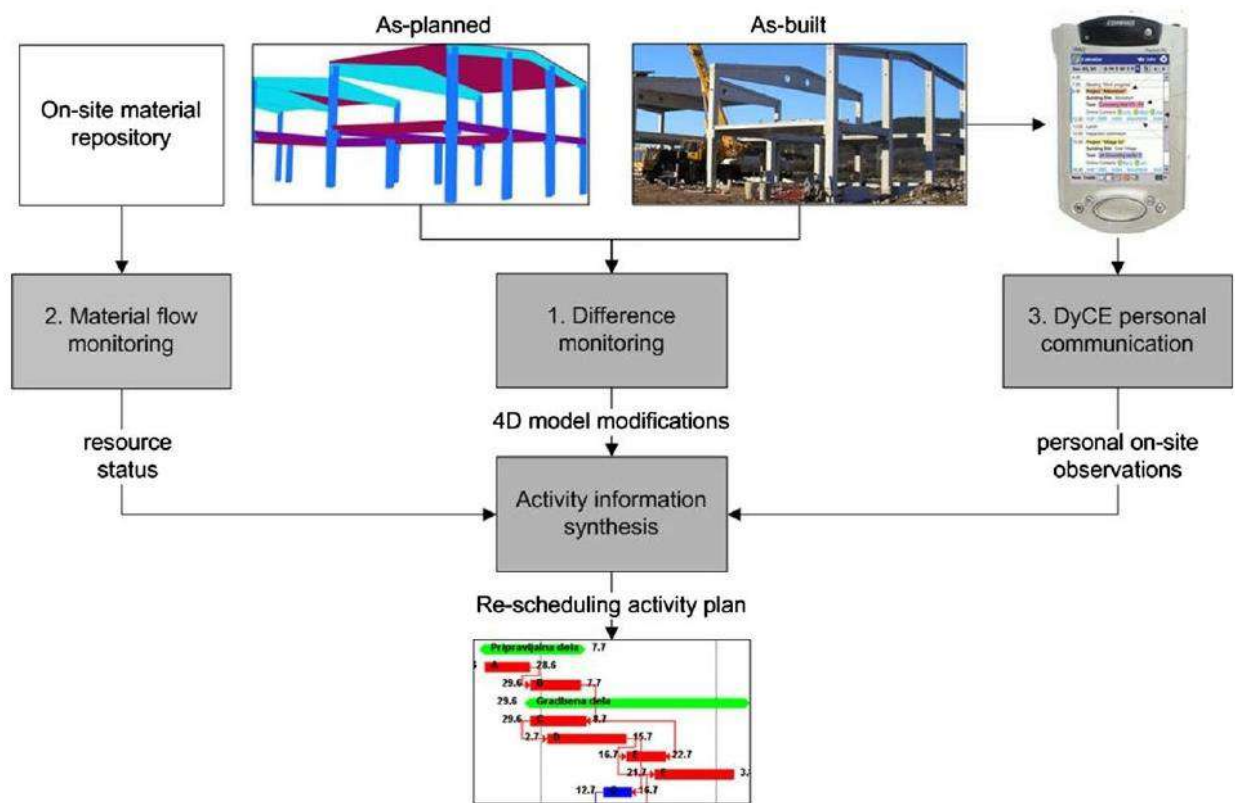 As-planned
As-built
On-site material
repository
2. Material flow
monitoring
1. Difference
monitoring
3. DyCE personal
communication
resource
status
4D model modifications
personal on-site
observations
Activity information
synthesis
Re-scheduling activity plan
Pripravljalna dela 7.7
A 28.6
29.6 B 7.7
29.6 Gradbena dela
29.6 C 8.7
2.7 D 15.7
16.7 E 22.7
21.7 F 3.
12.7 G 16.7